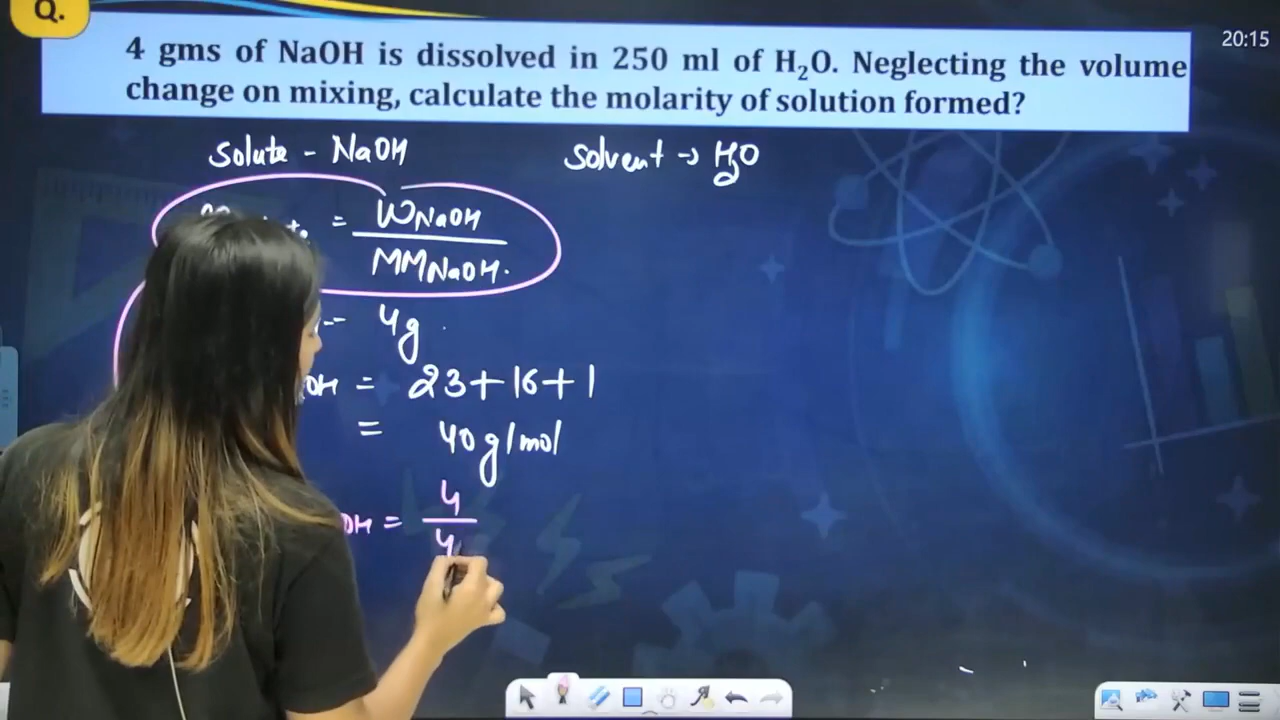 Q.
20:15
4 gms of NaOH is dissolved in 250 ml of H₂O. Neglecting the volume
change on mixing, calculate the molarity of solution formed?
Solute - NaOH
Solvent → H₂O
= WNaOH
MMNaOH.
4g
OH = 23+16+1
= 40 g/mol
OH = 4
4